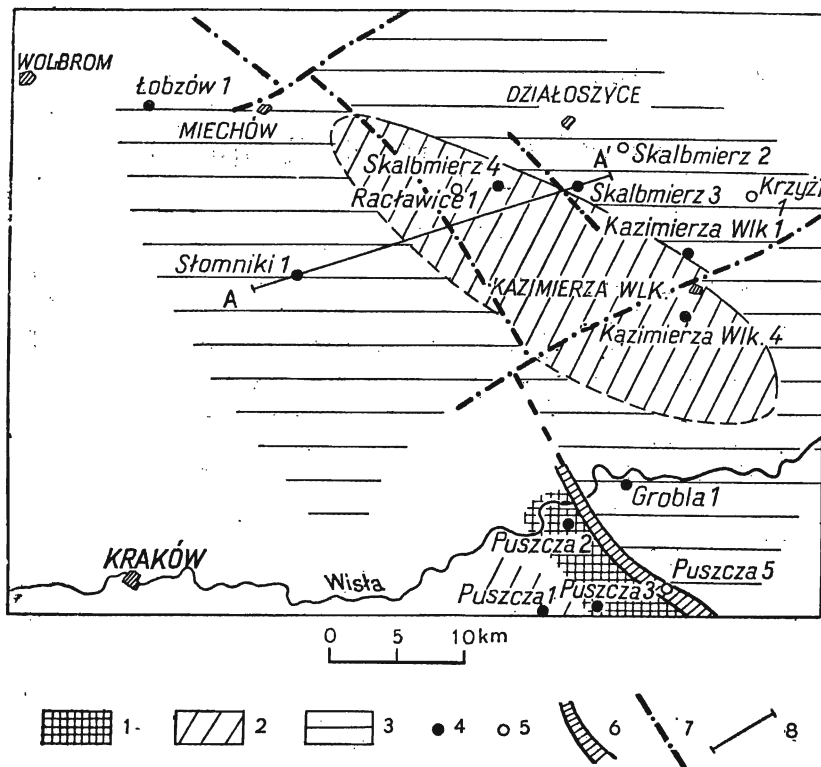 WOLBROM
Łobzów 1
MIECHÓW
DZIAŁOSZYCE
Skalbmierz 4
A'
Skalbmierz 2
Racławice 1
Skalbmierz 3
Krzyż
1
Kazimierza Wlk 1
Słomniki 1
A
KAZIMIERZA WLK.
Kazimierza Wlk. 4
Grobla 1
Puszcza 2
KRAKÓW
Wisła
Puszcza 5
Puszcza 1
Puszcza 3
0 5 10 km
1 2 3 4 5 6 7 8